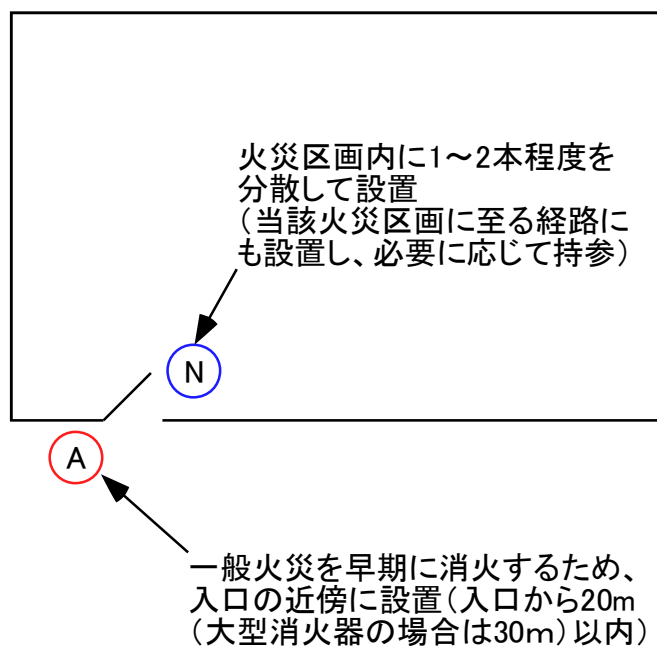 火災区画内に1～2本程度を
分散して設置
（当該火災区画に至る経路に
も設置し、必要に応じて持参）
N
A
一般火災を早期に消火するため、
入口の近傍に設置（入口から20m
（大型消火器の場合は30ｍ）以内）